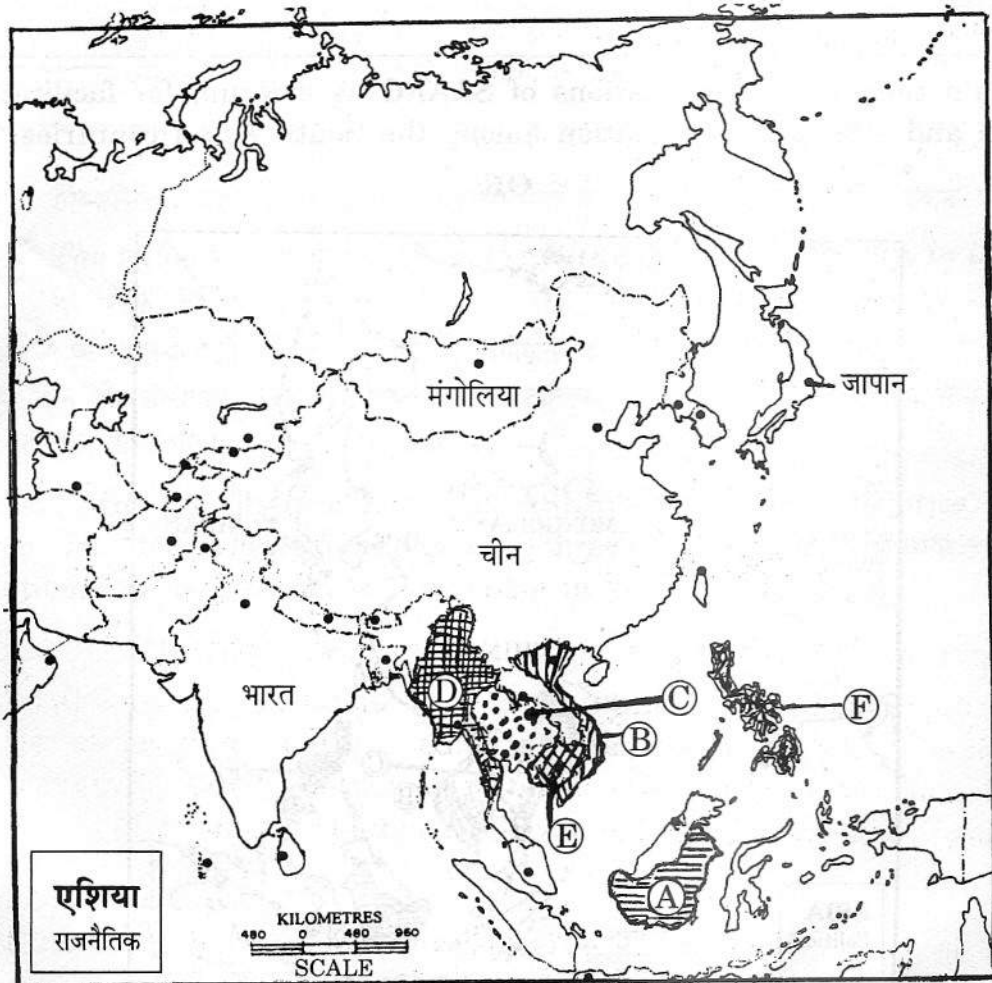 मंगोलिया
जापान
चीन
भारत
D
C
B
F
E
A
एशिया
राजनैतिक
KILOMETRES
480 0 480 960
SCALE